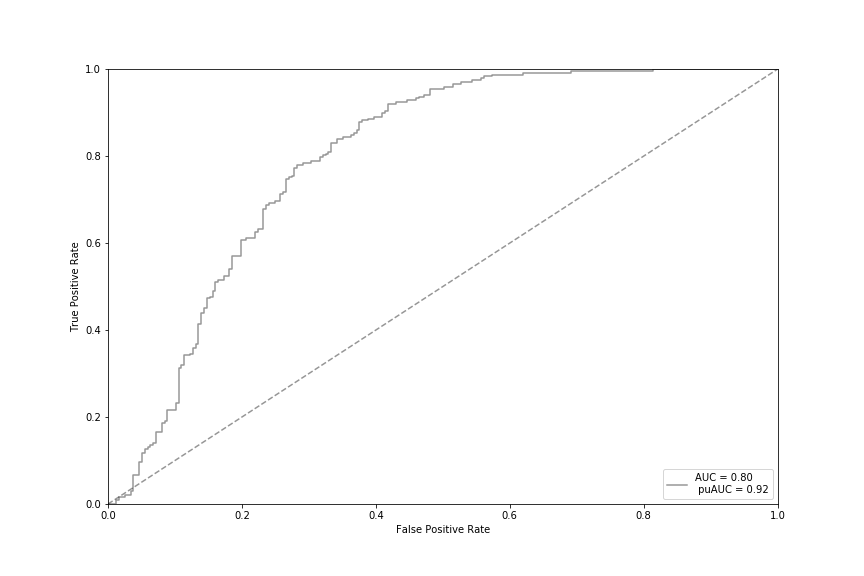 1.0
0.8
0.6
0.4
0.2
0.0
True Positive Rate
AUC = 0.80
puAUC = 0.92
0.0 0.2 0.4 0.6 0.8 1.0
False Positive Rate